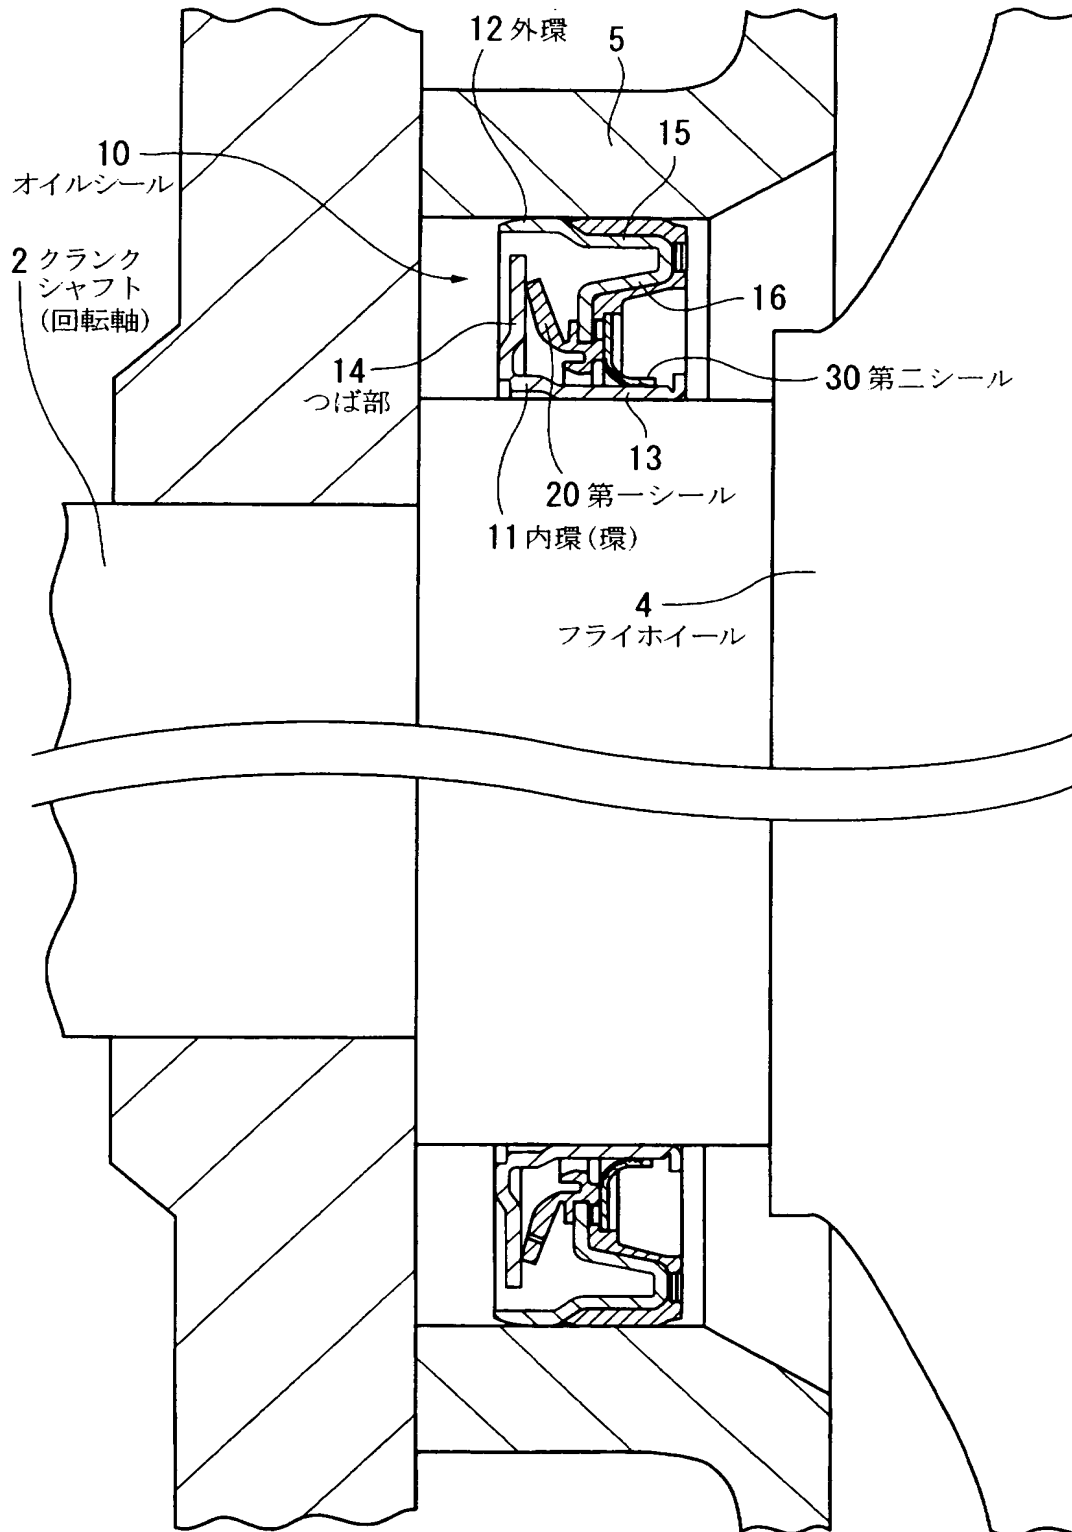 12 外環
5
15
10
オイルシール
2 クランク
シャフト
(回転軸)
16
14
つば部
30 第二シール
13
20 第一シール
11 内環(環)
4
フライホイール